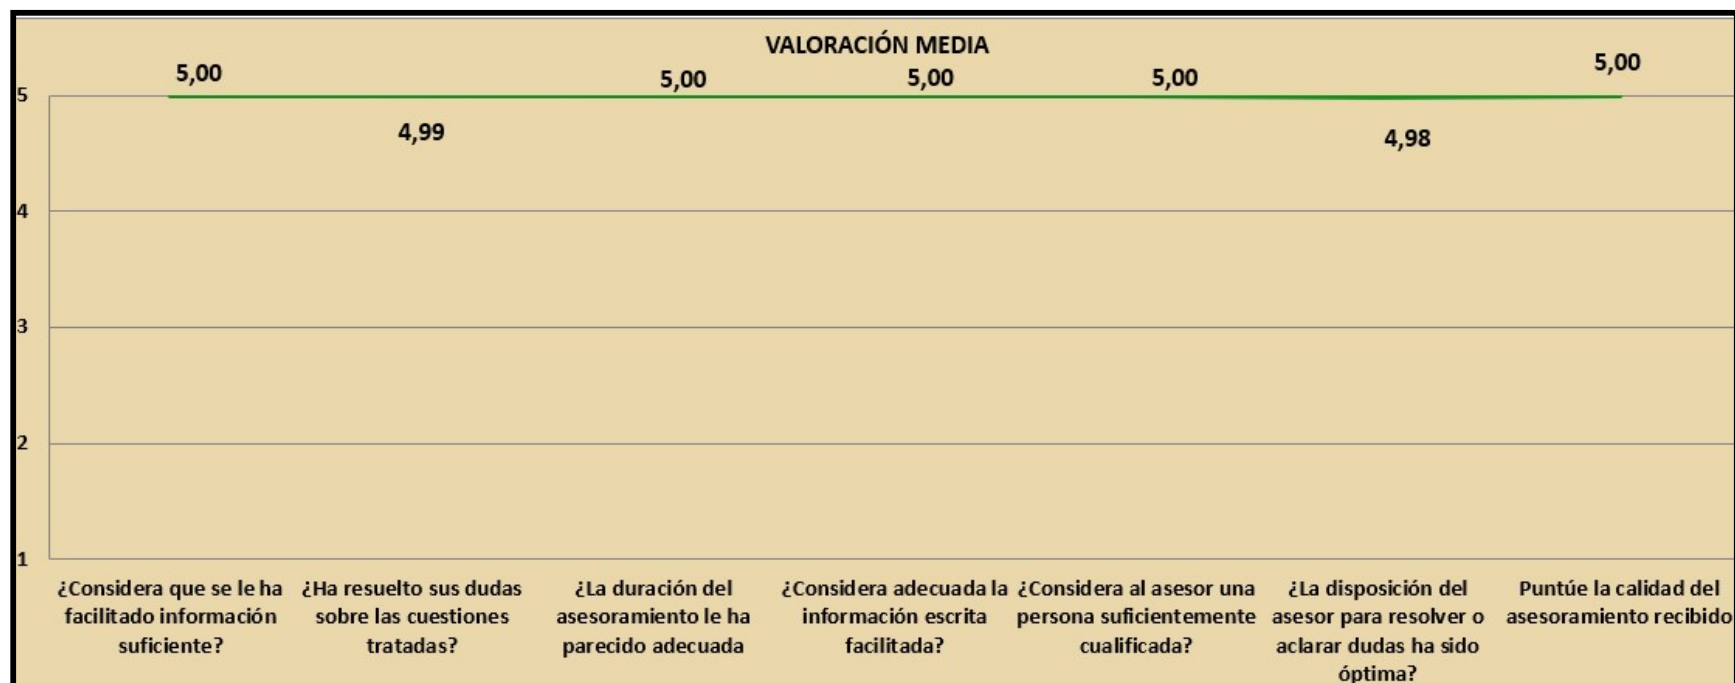 VALORACIÓN MEDIA
5,00
4,99
5,00
5,00
5,00
4,98
5,00
5
4
3
2
1
¿Considera que se le ha
facilitado información
suficiente?
¿Ha resuelto sus dudas
sobre las cuestiones
tratadas?
¿La duración del
asesoramiento le ha
parecido adecuada
¿Considera adecuada la
información escrita
facilitada?
¿Considera al asesor una
persona suficientemente
cualificada?
¿La disposición del
asesor para resolver o
aclarar dudas ha sido
óptima?
Puntúe la calidad del
asesoramiento recibido